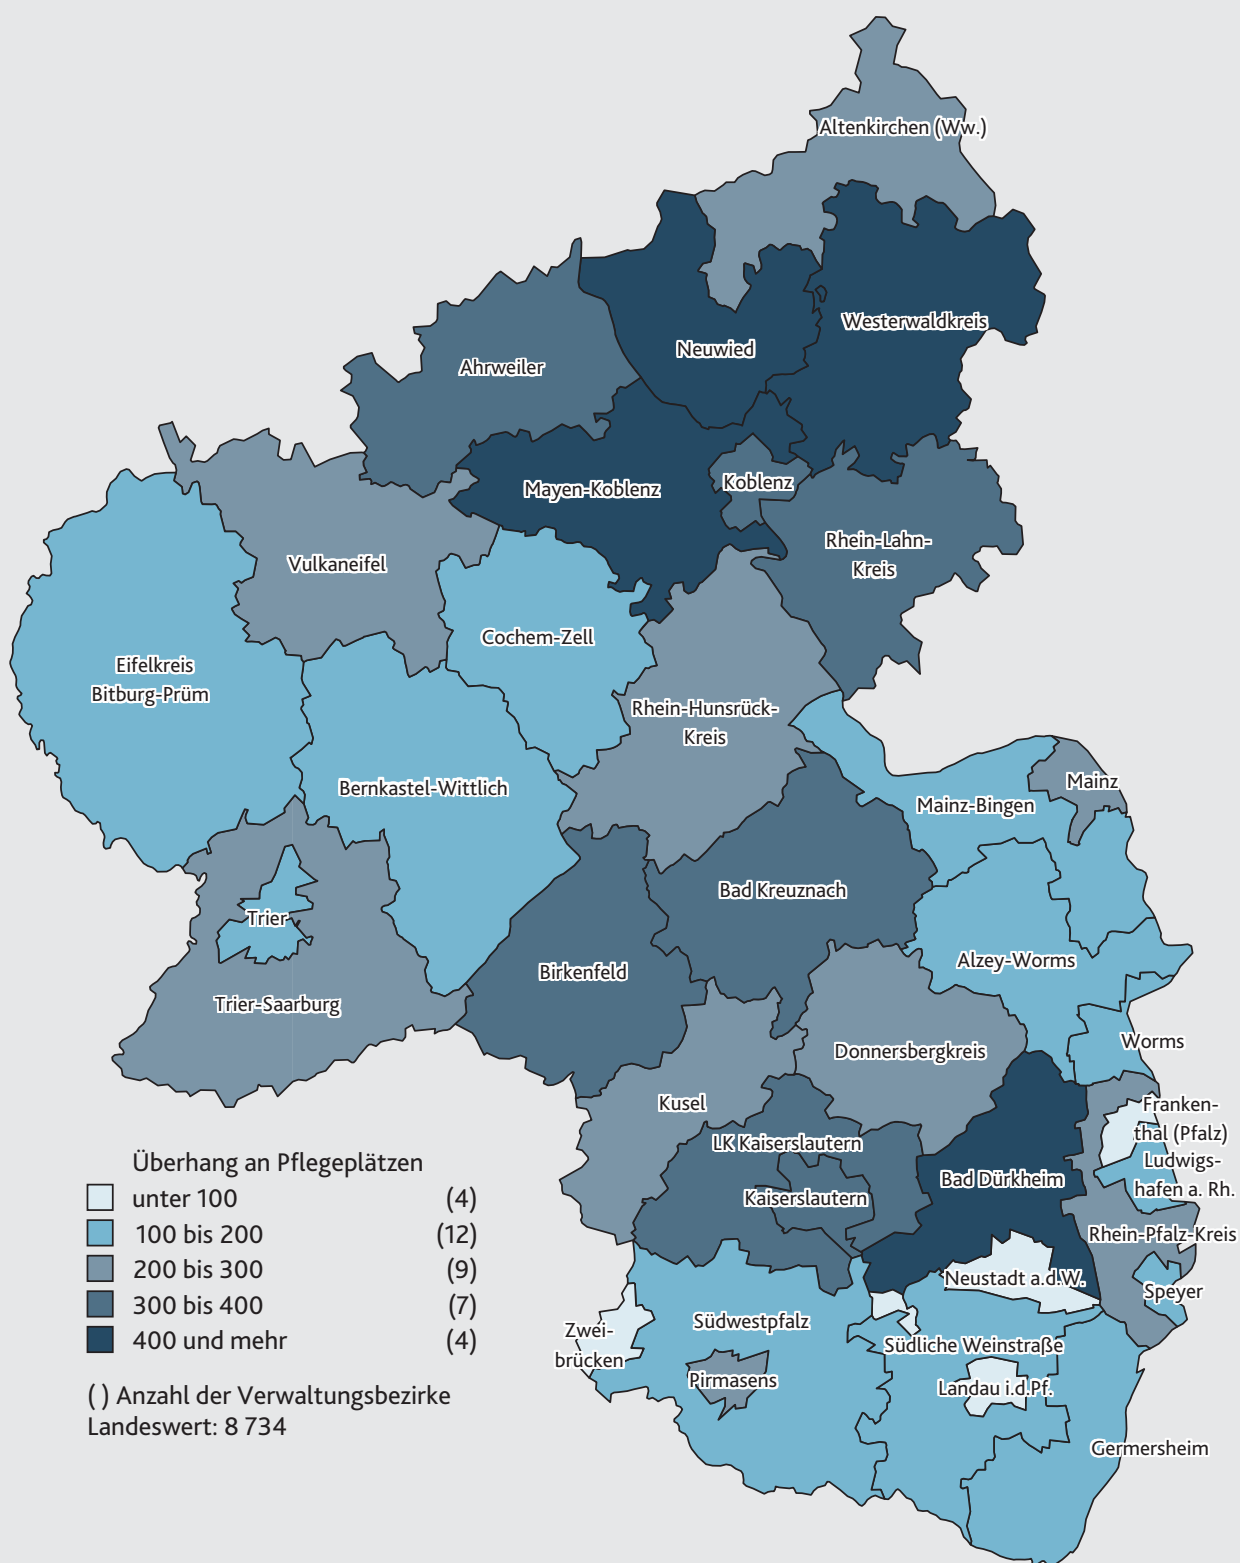 Altenkirchen (Ww.)
Westerwaldkreis
Neuwied
Ahrweiler
Koblenz
Mayen-Koblenz
Rhein-Lahn-
Kreis
Vulkaneifel
Cochem-Zell
Eifelkreis
Bitburg-Prüm
Rhein-Hunsrück-
Kreis
Mainz
Bernkastel-Wittlich
Mainz-Bingen
Bad Kreuznach
Trier
Alzey-Worms
Birkenfeld
Trier-Saarburg
Worms
Donnersbergkreis
Kusel
Franken-
thal (Pfalz)
LK Kaiserslautern
Ludwigs-
hafen a. Rh.
Bad Dürkheim
Kaiserslautern
Rhein-Pfalz-Kreis
Neustadt a.d.W.
Speyer
Südwestpfalz
Zwei-
brücken
Südliche Weinstraße
Pirmasens
Landau i.d.Pf.
Germersheim
Überhang an Pflegeplätzen
unter 100 (4)
100 bis 200 (12)
200 bis 300 (9)
300 bis 400 (7)
400 und mehr (4)
( ) Anzahl der Verwaltungsbezirke
Landeswert: 8 734